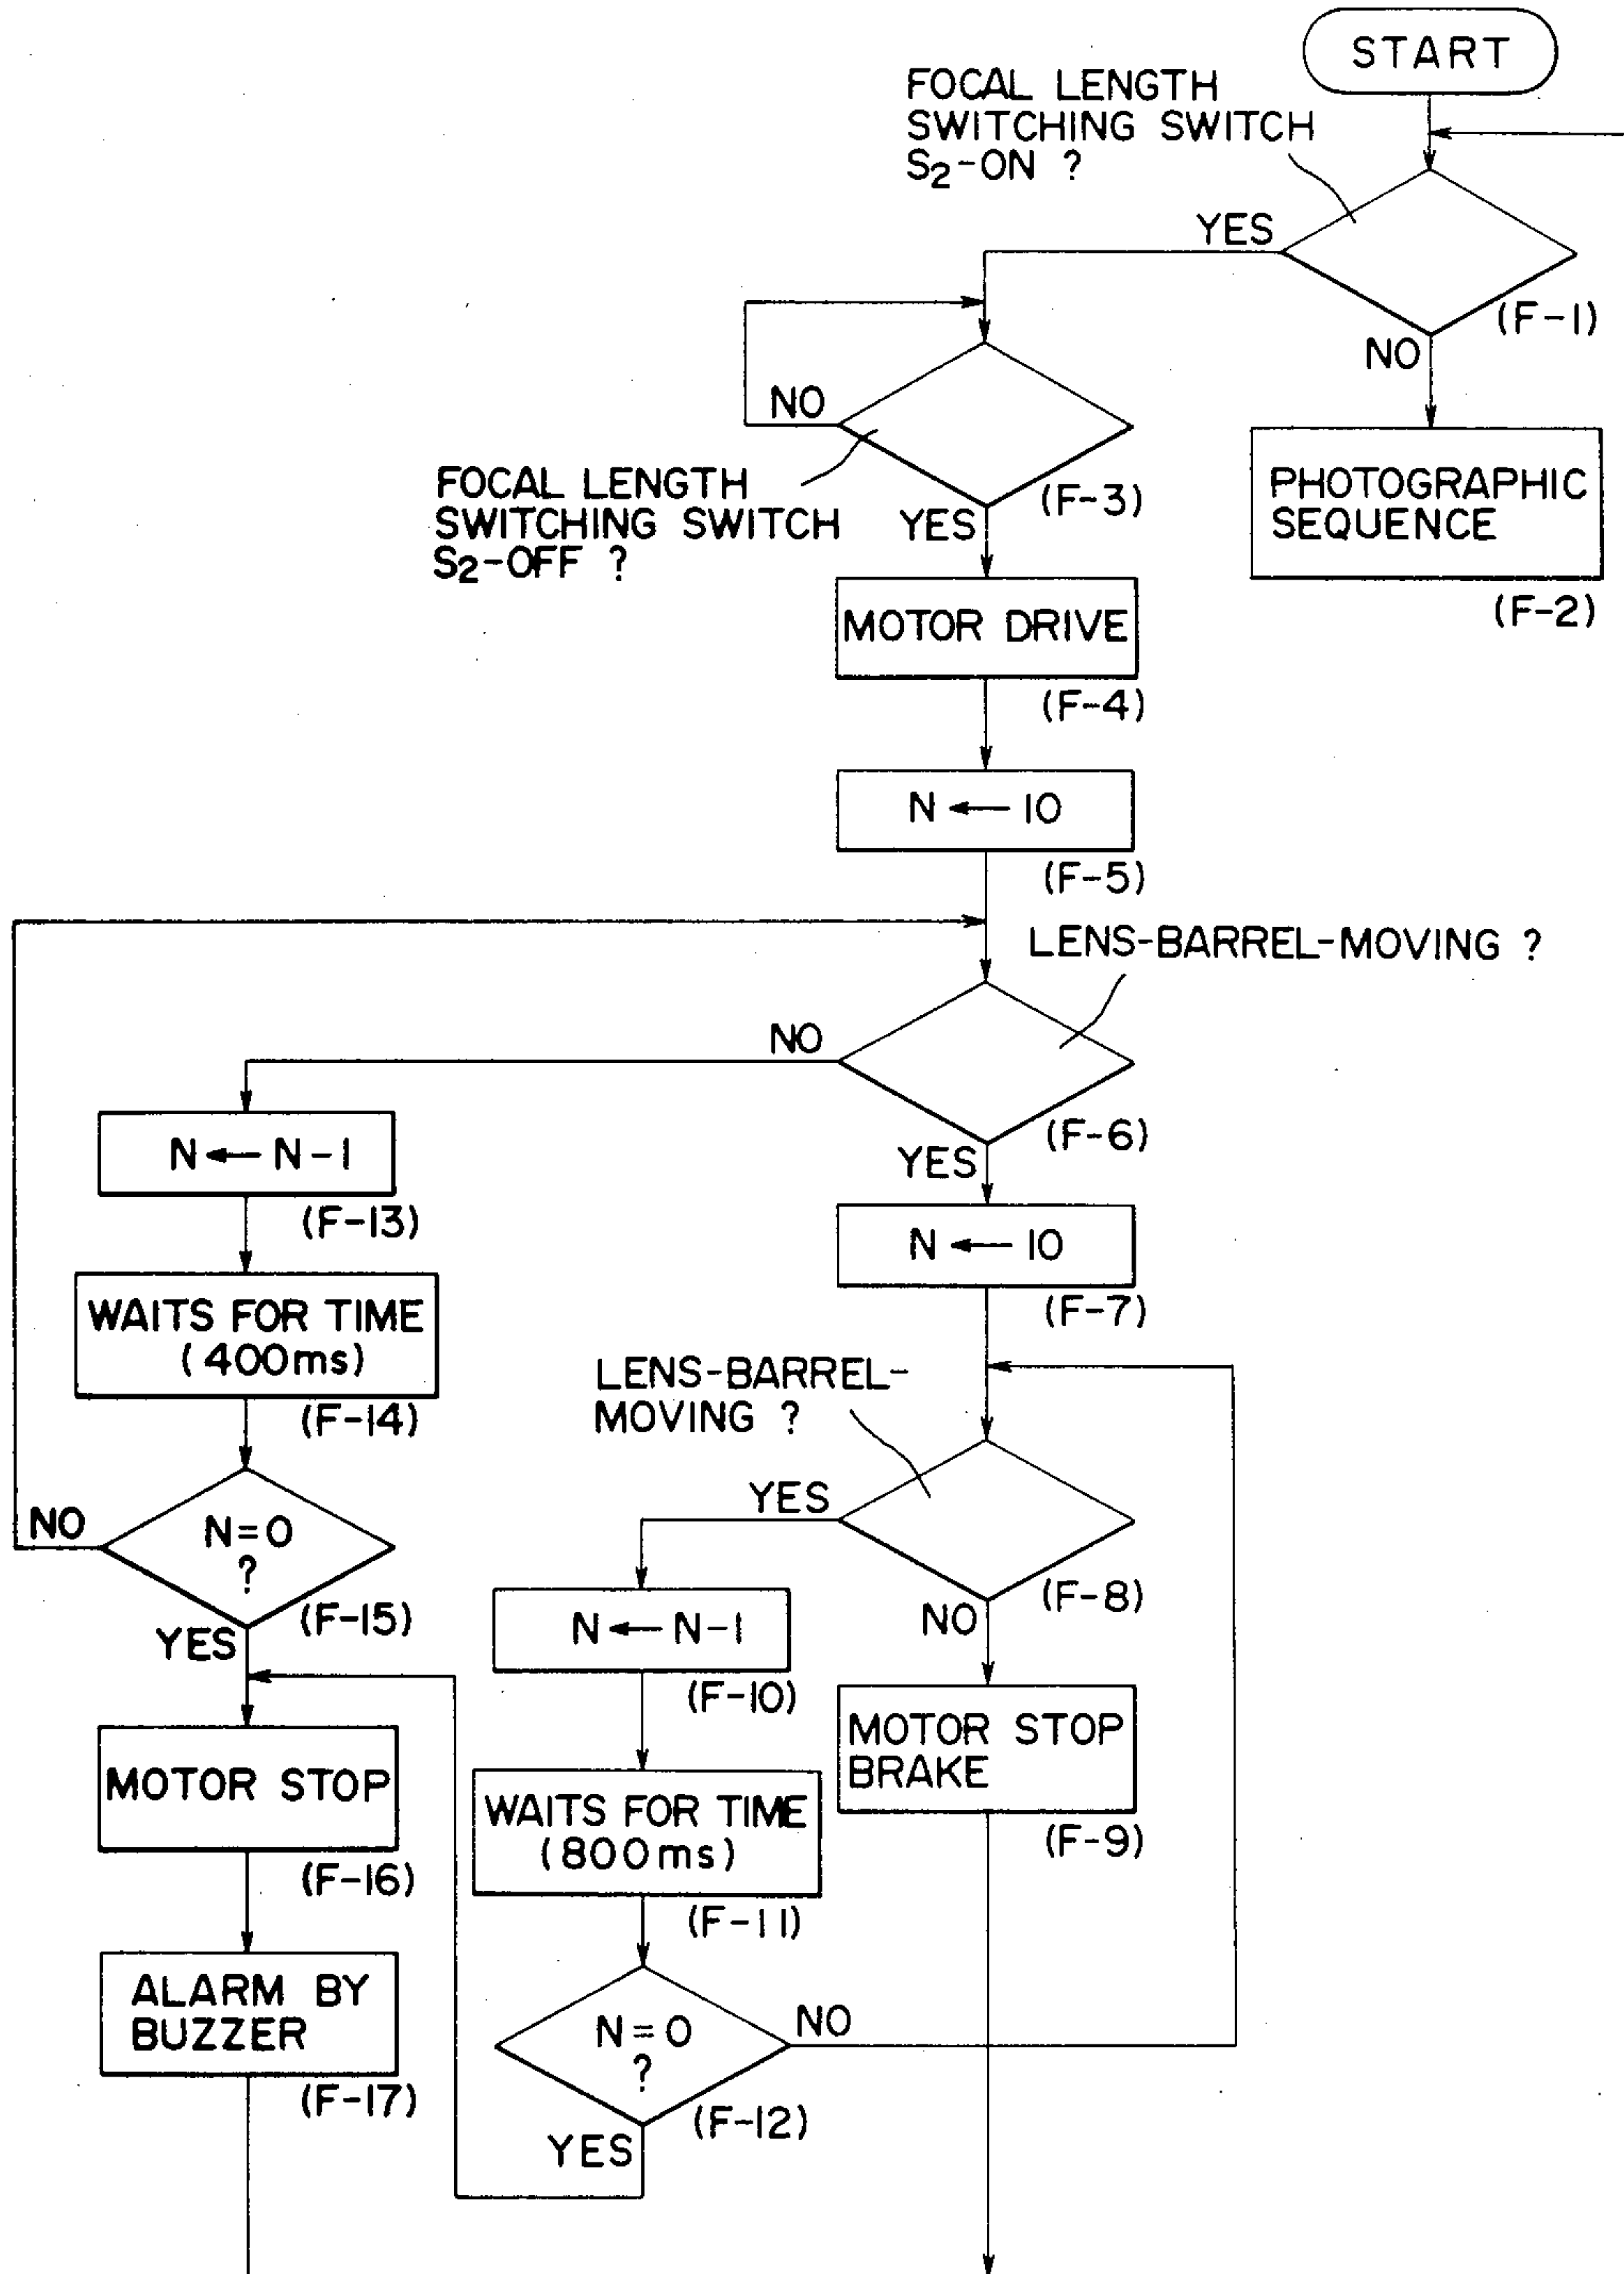 START
FOCAL LENGTH
SWITCHING SWITCH
S2-ON ?
YES
(F-1)
NO
NO
FOCAL LENGTH
SWITCHING SWITCH
S2-OFF ?
(F-3)
YES
PHOTOGRAPHIC
SEQUENCE
(F-2)
MOTOR DRIVE
(F-4)
N ← 10
(F-5)
LENS-BARREL-MOVING ?
NO
(F-6)
YES
N ← N-1
(F-13)
N ← 10
(F-7)
WAITS FOR TIME
(400ms)
(F-14)
LENS-BARREL-
MOVING ?
YES
(F-8)
NO
NO
N=0
?
(F-15)
YES
N ← N-1
(F-10)
MOTOR STOP
BRAKE
(F-9)
MOTOR STOP
(F-16)
WAITS FOR TIME
(800ms)
(F-11)
ALARM BY
BUZZER
(F-17)
N=0
?
NO
(F-12)
YES